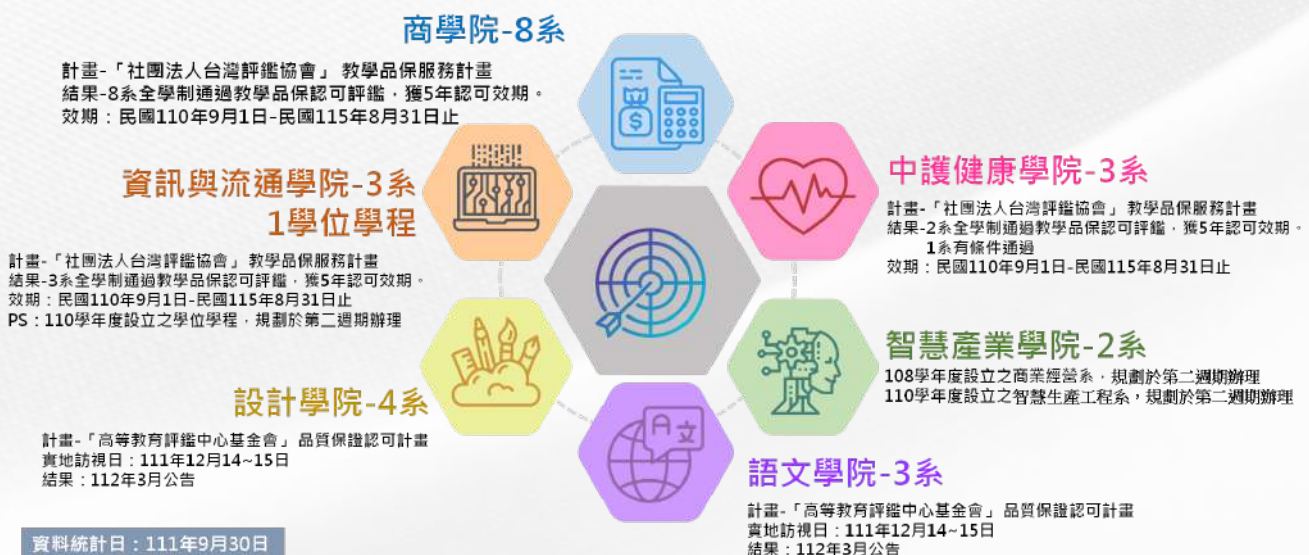 商學院-8系
計畫-「社團法人台灣評鑑協會」 教學品保服務計畫
結果-8系全學制通過教學品保認可評鑑，獲5年認可效期。
效期：民國110年9月1日-民國115年8月31日止
資訊與流通學院-3系
1學位學程
計畫-「社團法人台灣評鑑協會」 教學品保服務計畫
結果-3系全學制通過教學品保認可評鑑，獲5年認可效期。
效期：民國110年9月1日-民國115年8月31日止
PS：110學年度設立之學位學程，規劃於第二週期辦理
中護健康學院-3系
計畫-「社團法人台灣評鑑協會」 教學品保服務計畫
結果-2系全學制通過教學品保認可評鑑，獲5年認可效期。
1系有條件通過
效期：民國110年9月1日-民國115年8月31日止
智慧產業學院-2系
108學年度設立之商業經營系，規劃於第二週期辦理
110學年度設立之智慧生產工程系，規劃於第二週期辦理
設計學院-4系
計畫-「高等教育評鑑中心基金會」品質保證認可計畫
實地訪視日：111年12月14~15日
結果：112年3月公告
A文
語文學院-3系
計畫-「高等教育評鑑中心基金會」品質保證認可計畫
實地訪視日：111年12月14~15日
結果：112年3月公告
資料統計日：111年9月30日